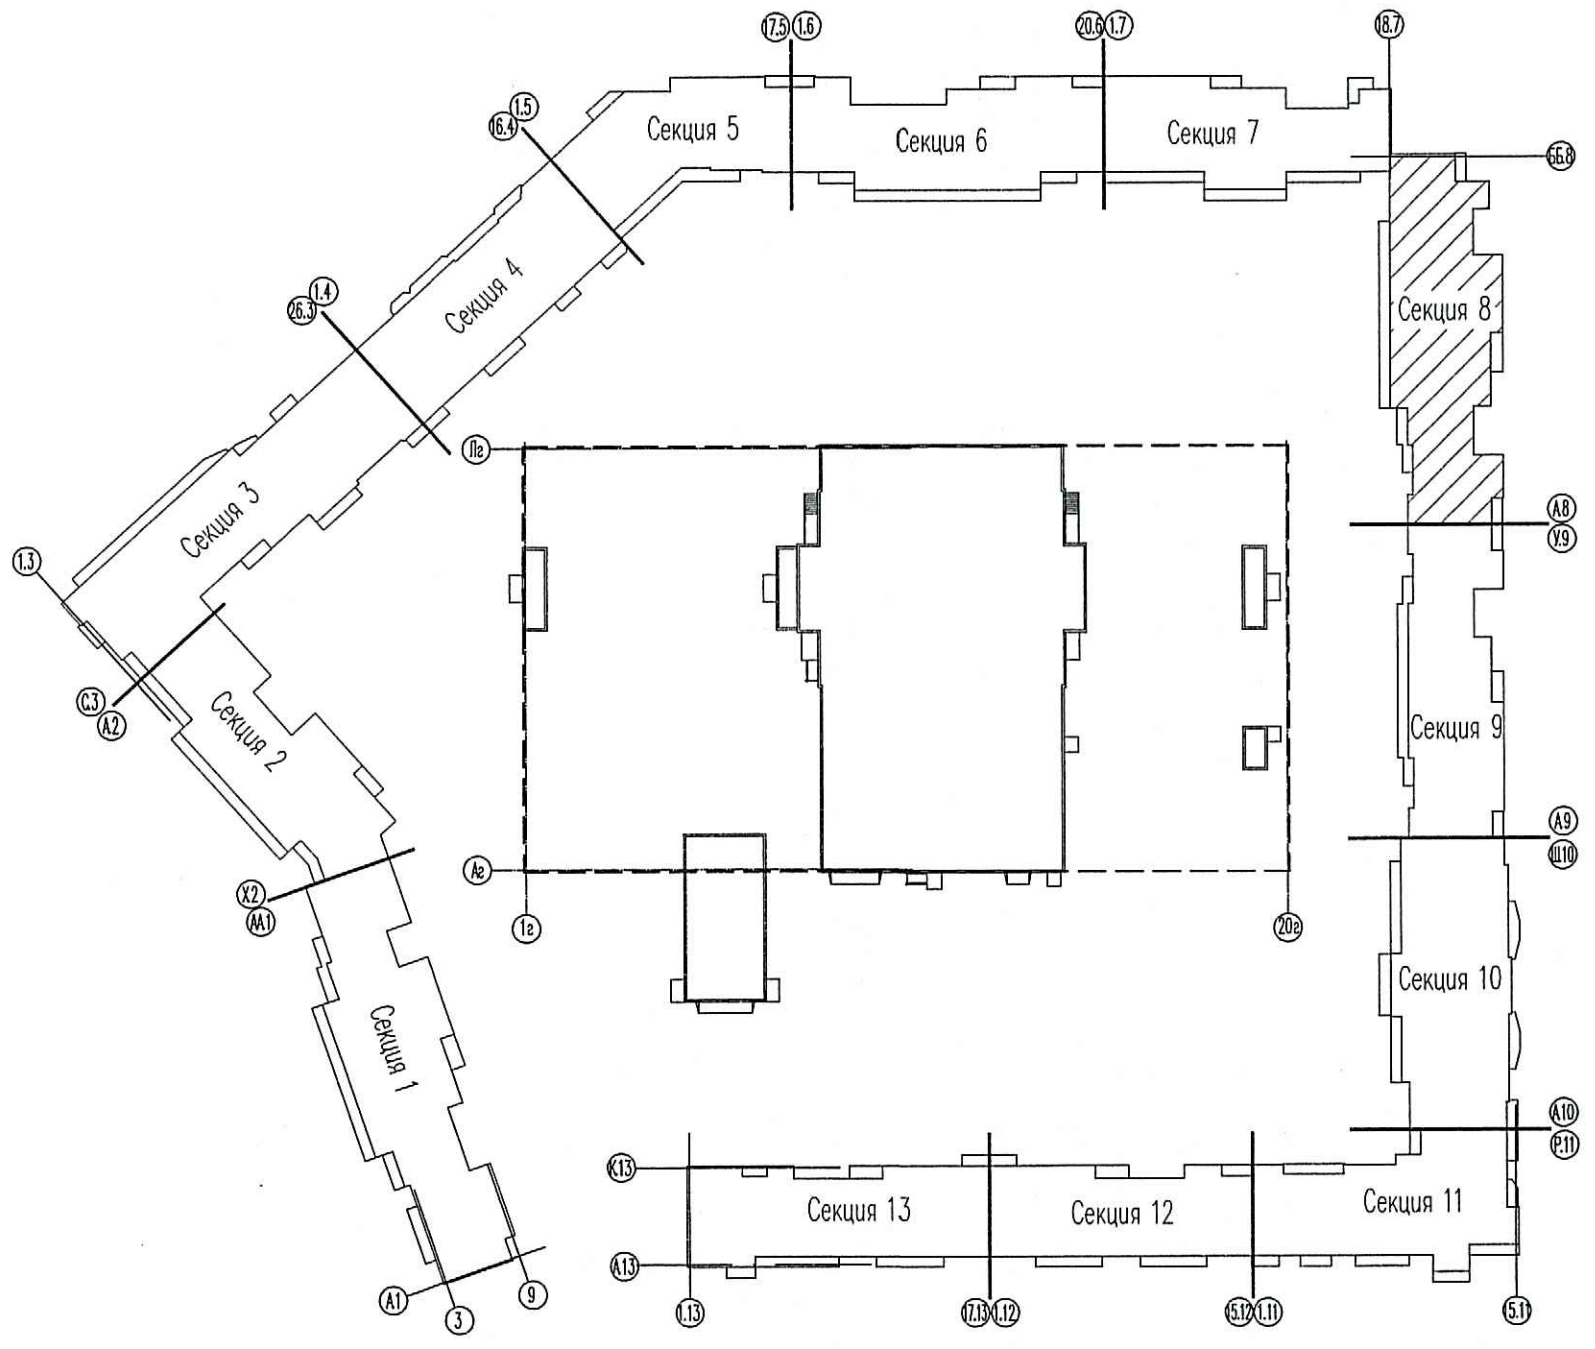 17.5 1.6
20.6 1.7
18.7
1.5
16.4
Секция 5
Секция 6
Секция 7
ББ.8
1.4
26.3
Секция 4
Секция 8
Пг
Секция 3
А8
У.9
1.3
С.3
А.2
Секция 2
Секция 9
А9
Ш10
Аг
Х2
АА1
1г
20г
Секция 10
Секция 1
А10
Р.11
К13
Секция 13
Секция 12
Секция 11
А13
А1
9
3
1.13
17.13 1.12
15.12 1.11
15.11